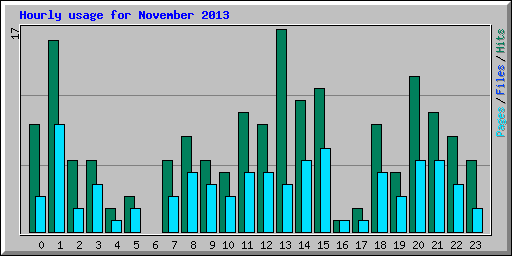 Hourly usage for November 2013
17
Pages/Files/Hits
0 1 2 3 4 5 6 7 8 9 10 11 12 13 14 15 16 17 18 19 20 21 22 23